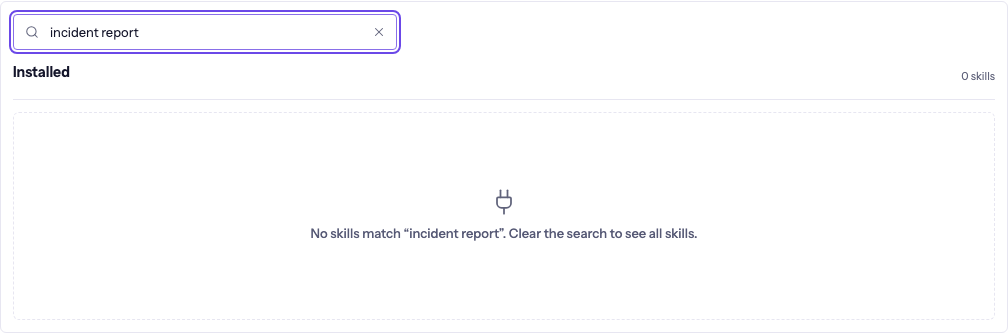 incident report
Installed
0 skills
No skills match “incident report”. Clear the search to see all skills.